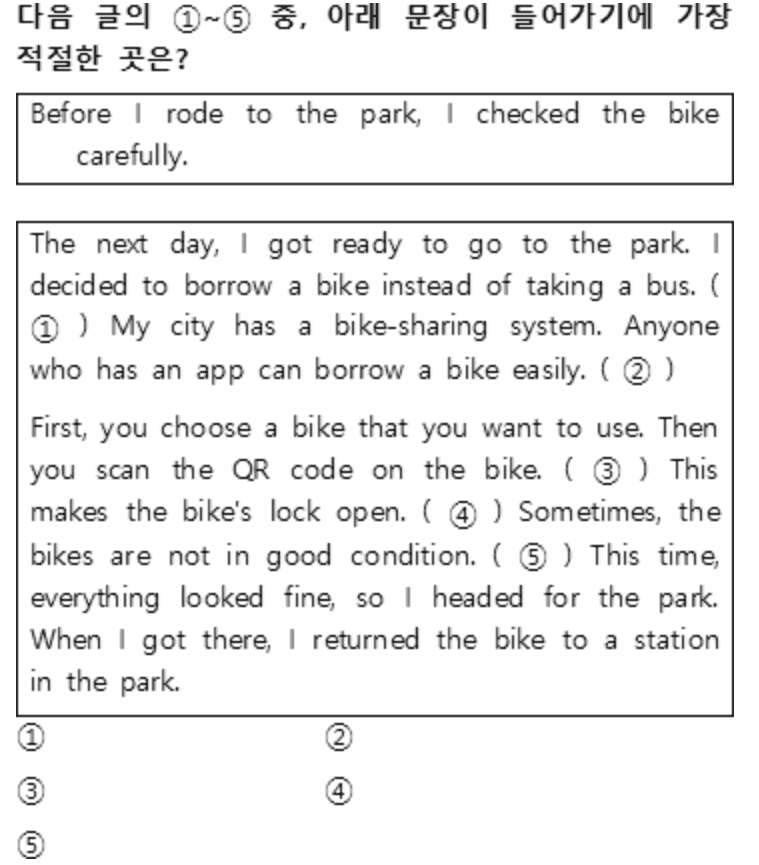 다음 글의 ①~⑤ 중, 아래 문장이 들어가기에 가장
적절한 곳은?
Before I rode to the park, I checked the bike
carefully.
The next day, I got ready to go to the park. I
decided to borrow a bike instead of taking a bus. (
① ) My city has a bike-sharing system. Anyone
who has an app can borrow a bike easily. ( ② )
First, you choose a bike that you want to use. Then
you scan the QR code on the bike. ( ③ ) This
makes the bike's lock open. ( ④ ) Sometimes, the
bikes are not in good condition. ( ⑤ ) This time,
everything looked fine, so I headed for the park.
When I got there, I returned the bike to a station
in the park.
① ②
③ ④
⑤